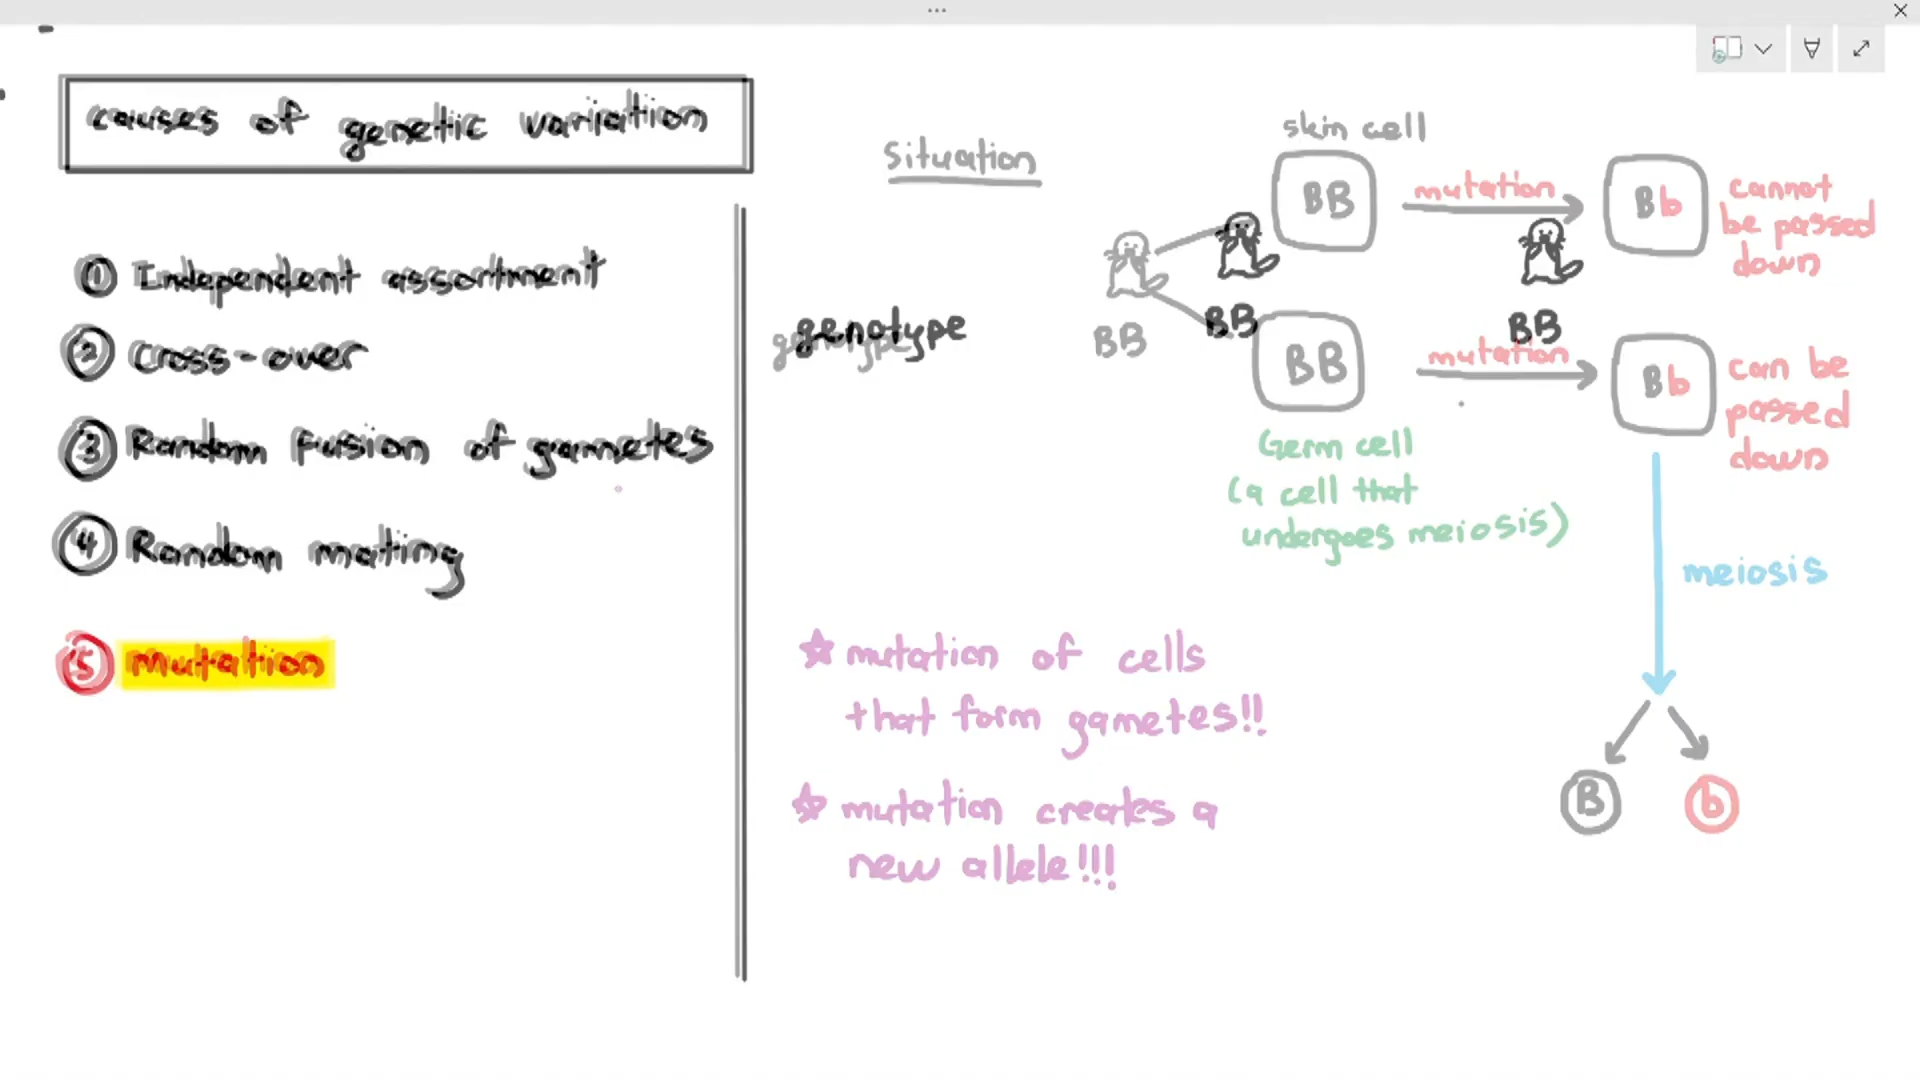 causes of genetic variation
① Independent assortment
② Cross-over
③ Random fusion of gametes
④ Random mating
⑤ Mutation
Situation
skin cell
BB
mutation
Bb
cannot
be passed
down
genotype
genotype
BB
BB
BB
BB
mutation
Bb
can be
passed
down
Germ cell
(a cell that
undergoes meiosis)
meiosis
B
b
☆ mutation of cells
that form gametes!!
☆ mutation creates a
new allele!!!